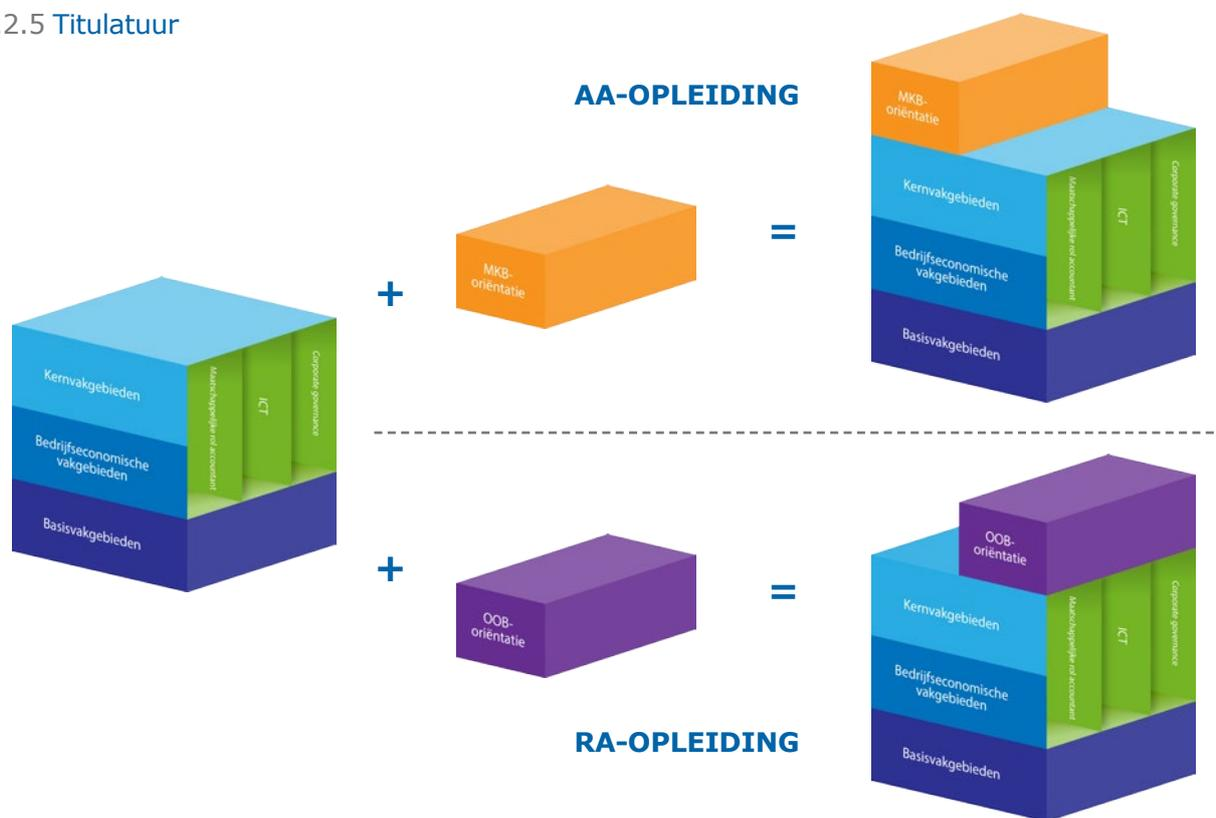 .2.5 Titulatuur
AA-OPLEIDING
MKB-
oriëntatie
Kernvakgebieden
Bedrijfseconomische
vakgebieden
Basisvakgebieden
Maatschappelijke rol accountant
ICT
Corporate governance
+
MKB-
oriëntatie
=
Kernvakgebieden
Bedrijfseconomische
vakgebieden
Basisvakgebieden
Maatschappelijke rol accountant
ICT
Corporate governance
+
OOB-
oriëntatie
=
OOB-
oriëntatie
Kernvakgebieden
Bedrijfseconomische
vakgebieden
Basisvakgebieden
Maatschappelijke rol accountant
ICT
Corporate governance
RA-OPLEIDING